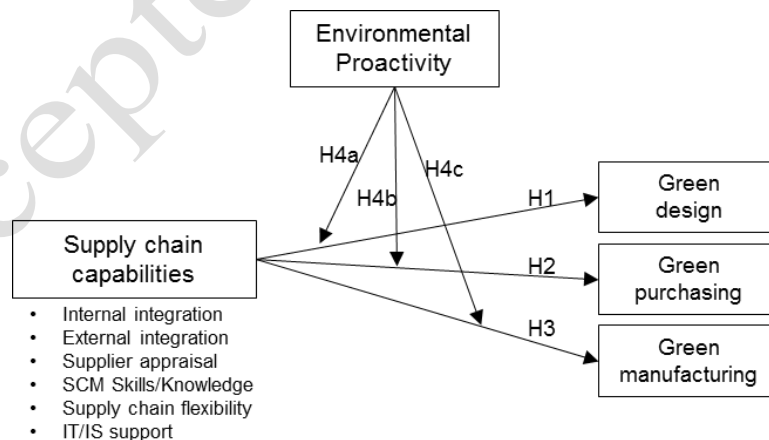 Environmental
Proactivity
H4a
H4b
H4c
H1
Green
design
Supply chain
capabilities
H2
Green
purchasing
H3
Green
manufacturing
• Internal integration
• External integration
• Supplier appraisal
• SCM Skills/Knowledge
• Supply chain flexibility
• IT/IS support